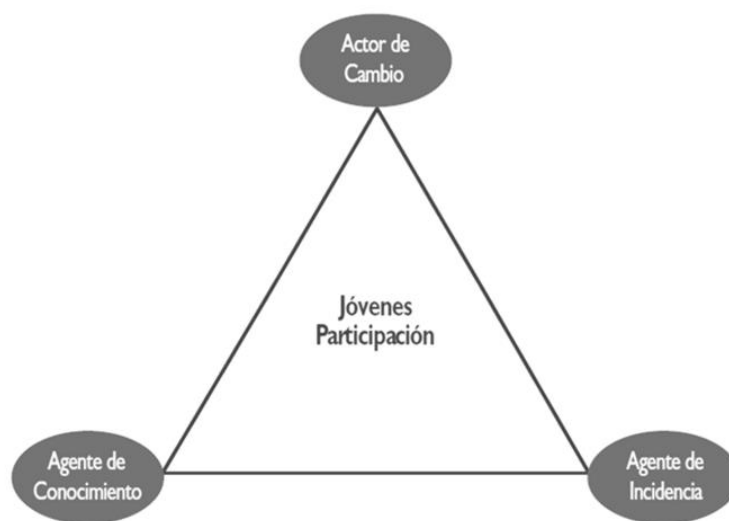 Actor de
Cambio
Jóvenes
Participación
Agente de
Conocimiento
Agente de
Incidencia